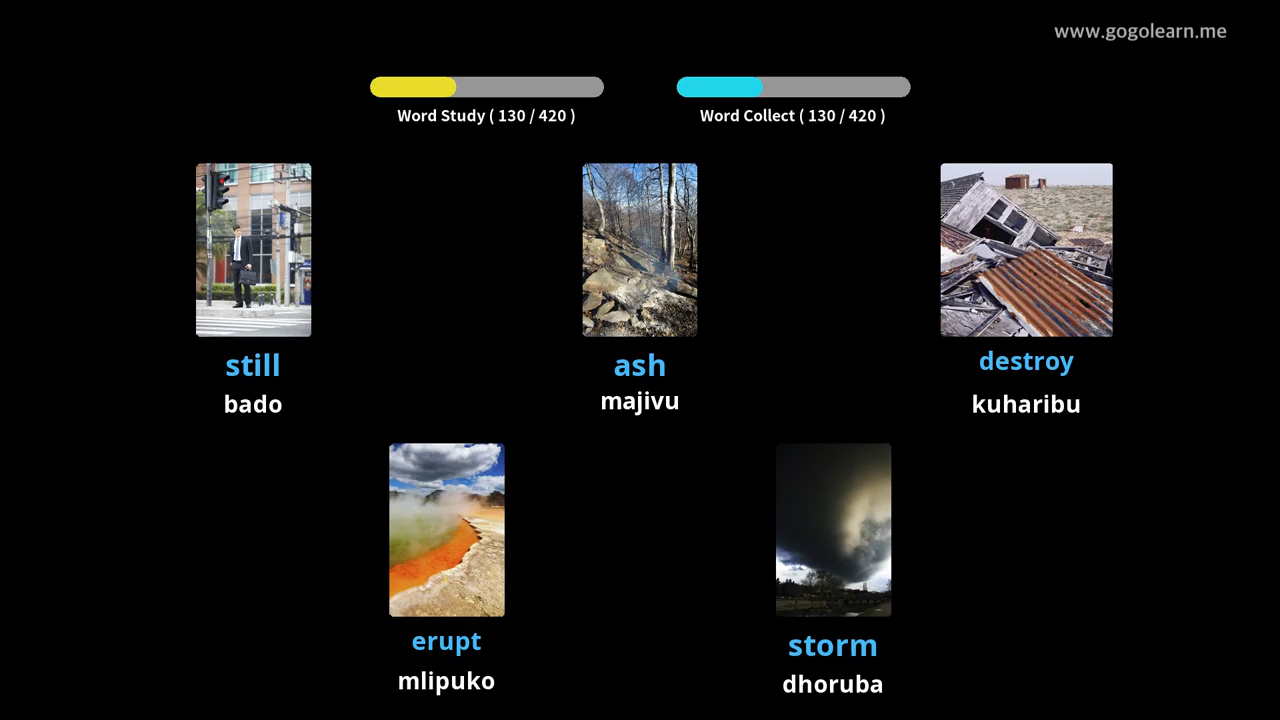 www.gogolearn.me
Word Study ( 130 / 420 )
Word Collect ( 130 / 420 )
still
bado
ash
majivu
destroy
kuharibu
erupt
mlipuko
storm
dhoruba